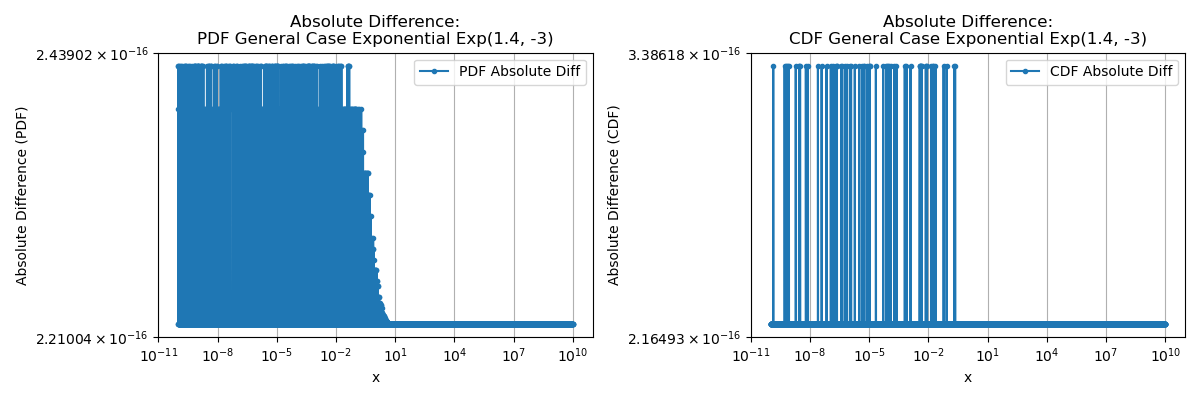 Absolute Difference:
PDF General Case Exponential Exp(1.4, -3)
2.43902 × 10⁻¹⁶
Absolute Difference (PDF)
PDF Absolute Diff
2.21004 × 10⁻¹⁶
10⁻¹¹ 10⁻⁸ 10⁻⁵ 10⁻² 10¹ 10⁴ 10⁷ 10¹⁰
x
Absolute Difference:
CDF General Case Exponential Exp(1.4, -3)
3.38618 × 10⁻¹⁶
Absolute Difference (CDF)
CDF Absolute Diff
2.16493 × 10⁻¹⁶
10⁻¹¹ 10⁻⁸ 10⁻⁵ 10⁻² 10¹ 10⁴ 10⁷ 10¹⁰
x